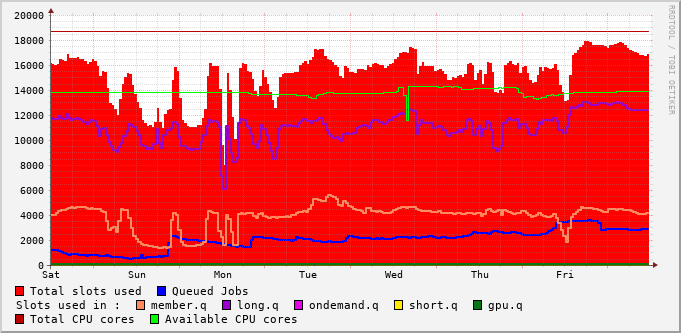 20000
18000
16000
14000
12000
10000
8000
6000
4000
2000
0
Sat Sun Mon Tue Wed Thu Fri
RRDTOOL / TOBI OETIKER
Total slots used Queued Jobs
Slots used in : member.q long.q ondemand.q short.q gpu.q
Total CPU cores Available CPU cores